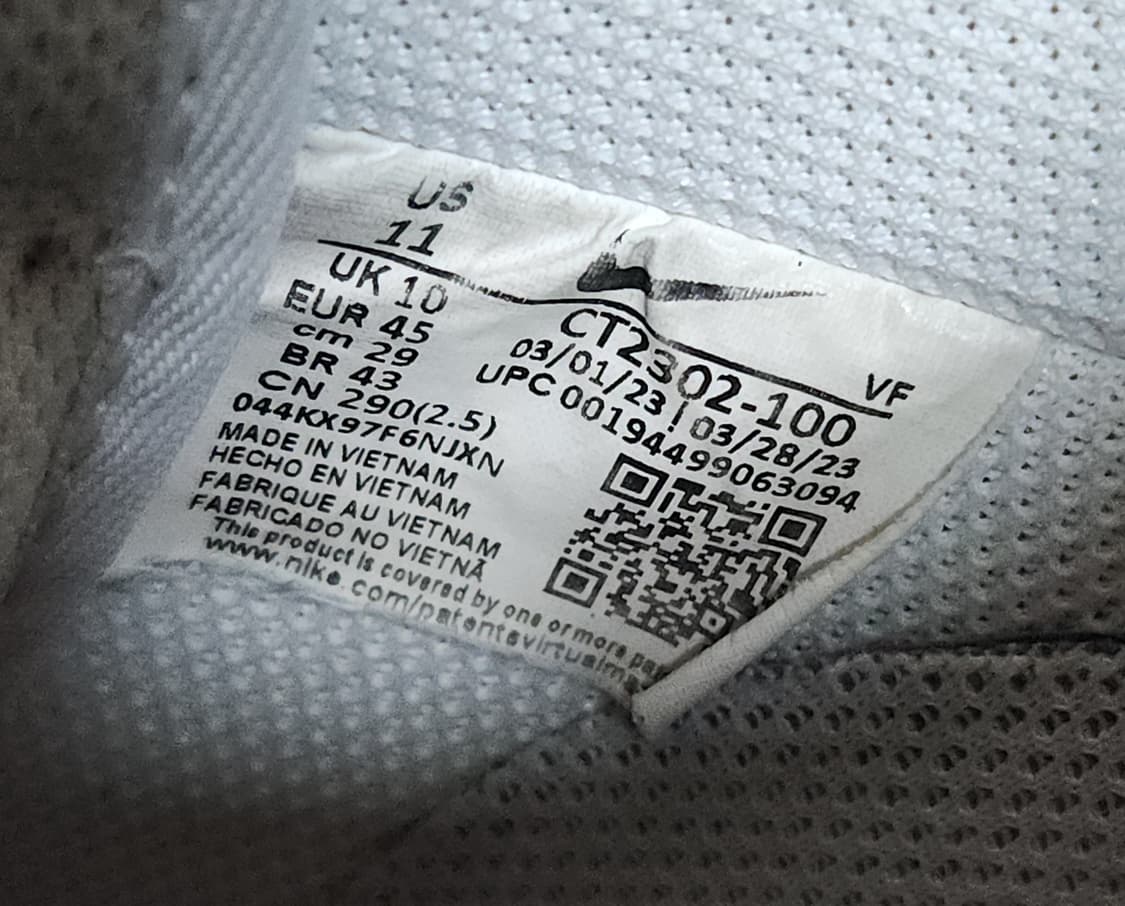 US
11
UK 10
EUR 45
cm 29
BR 43
CN 290(2.5)
044KX97F6NJXN
MADE IN VIETNAM
HECHO EN VIETNAM
FABRIQUE AU VIETNAM
FABRICADO NO VIETNÃ
This product is covered by one or more
www.nike.com/patentsvirtual
VF
CT2302-100
03/01/23 | 03/28/23
UPC 00194499063094